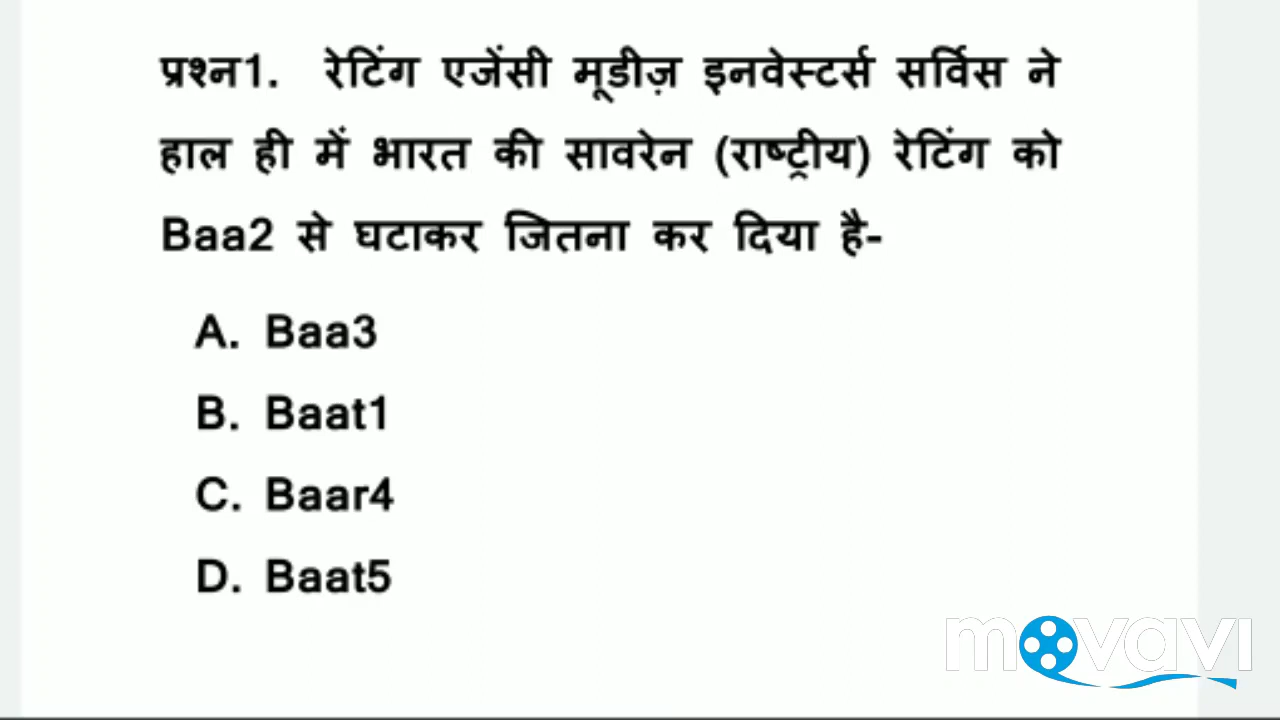 प्रश्न1. रेटिंग एजेंसी मूडीज़ इनवेस्टर्स सर्विस ने
हाल ही में भारत की सावरेन (राष्ट्रीय) रेटिंग को
Baa2 से घटाकर जितना कर दिया है-
A. Baa3
B. Baat1
C. Baar4
D. Baat5
movavi